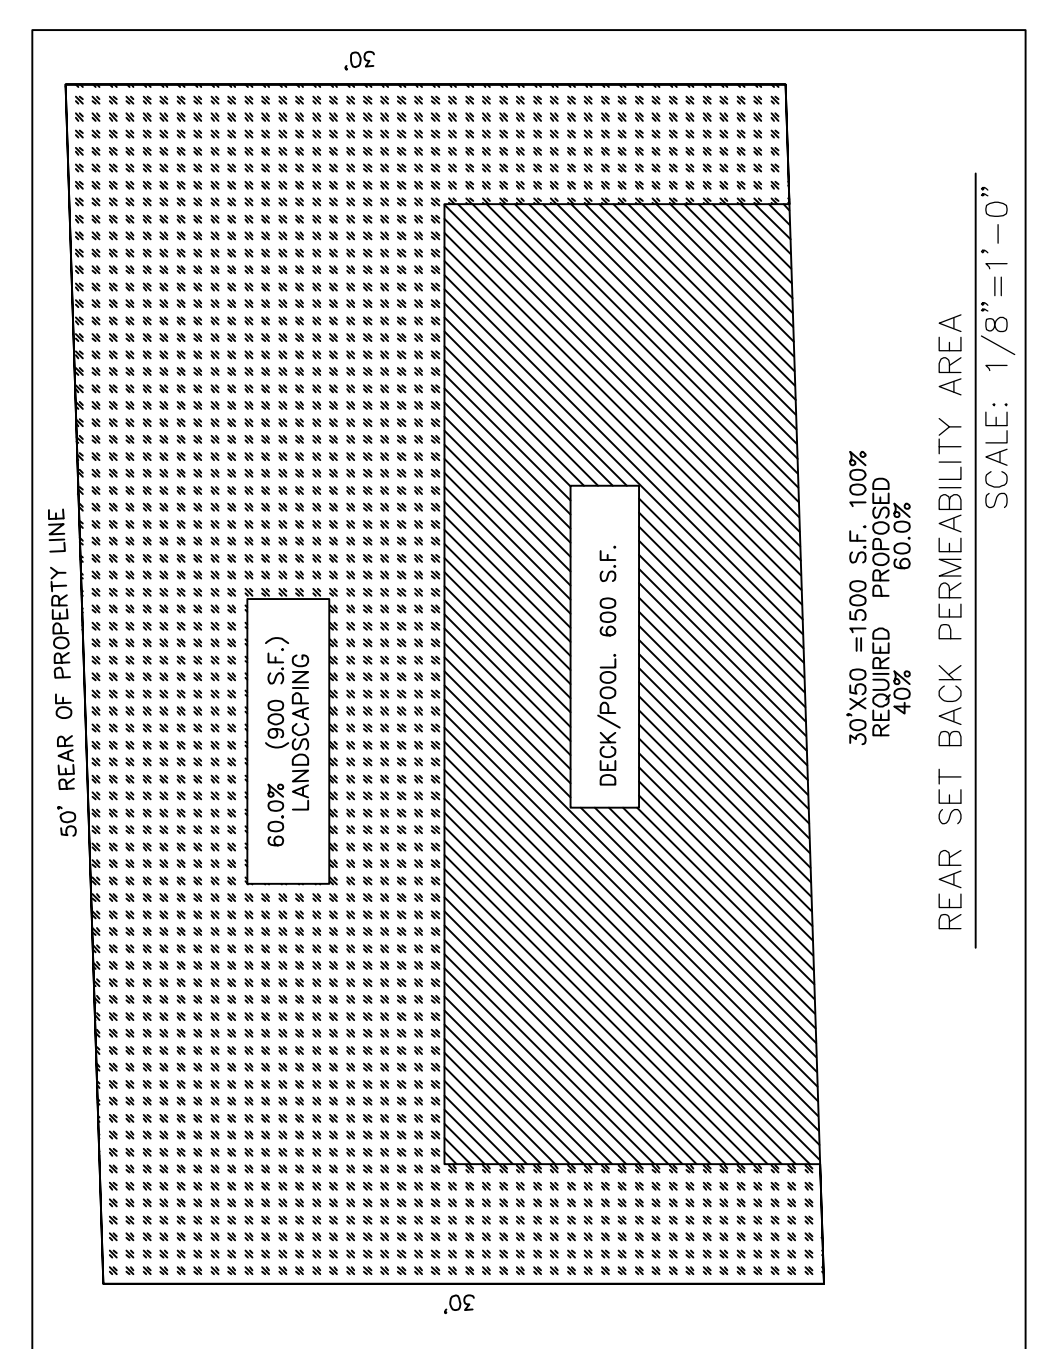 30'
50' REAR OF PROPERTY LINE
60.0% (900 S.F.)
LANDSCAPING
DECK/POOL. 600 S.F.
30'
30'X50 =1500 S.F. 100%
REQUIRED PROPOSED
40% 60.0%
REAR SET BACK PERMEABILITY AREA
SCALE: 1/8"=1'-0"